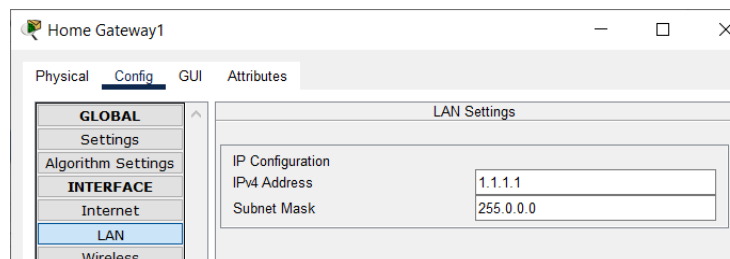 Home Gateway1
Physical Config GUI Attributes
GLOBAL
Settings
Algorithm Settings
INTERFACE
Internet
LAN
Wireless
LAN Settings
IP Configuration
IPv4 Address 1.1.1.1
Subnet Mask 255.0.0.0